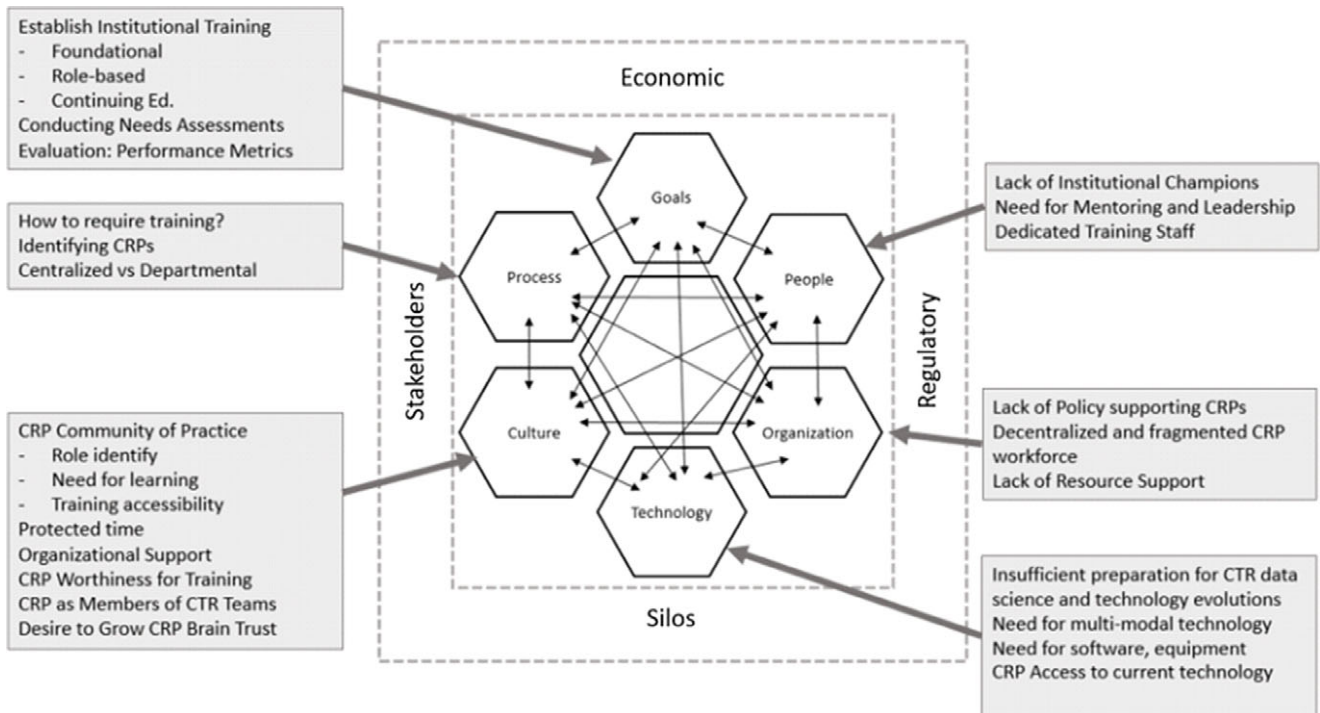 Establish Institutional Training
- Foundational
- Role-based
- Continuing Ed.
Conducting Needs Assessments
Evaluation: Performance Metrics
How to require training?
Identifying CRPs
Centralized vs Departmental
CRP Community of Practice
- Role identify
- Need for learning
- Training accessibility
Protected time
Organizational Support
CRP Worthiness for Training
CRP as Members of CTR Teams
Desire to Grow CRP Brain Trust
Economic
Stakeholders
Regulatory
Silos
Goals
Process
People
Culture
Organization
Technology
Lack of Institutional Champions
Need for Mentoring and Leadership
Dedicated Training Staff
Lack of Policy supporting CRPs
Decentralized and fragmented CRP
workforce
Lack of Resource Support
Insufficient preparation for CTR data
science and technology evolutions
Need for multi-modal technology
Need for software, equipment
CRP Access to current technology